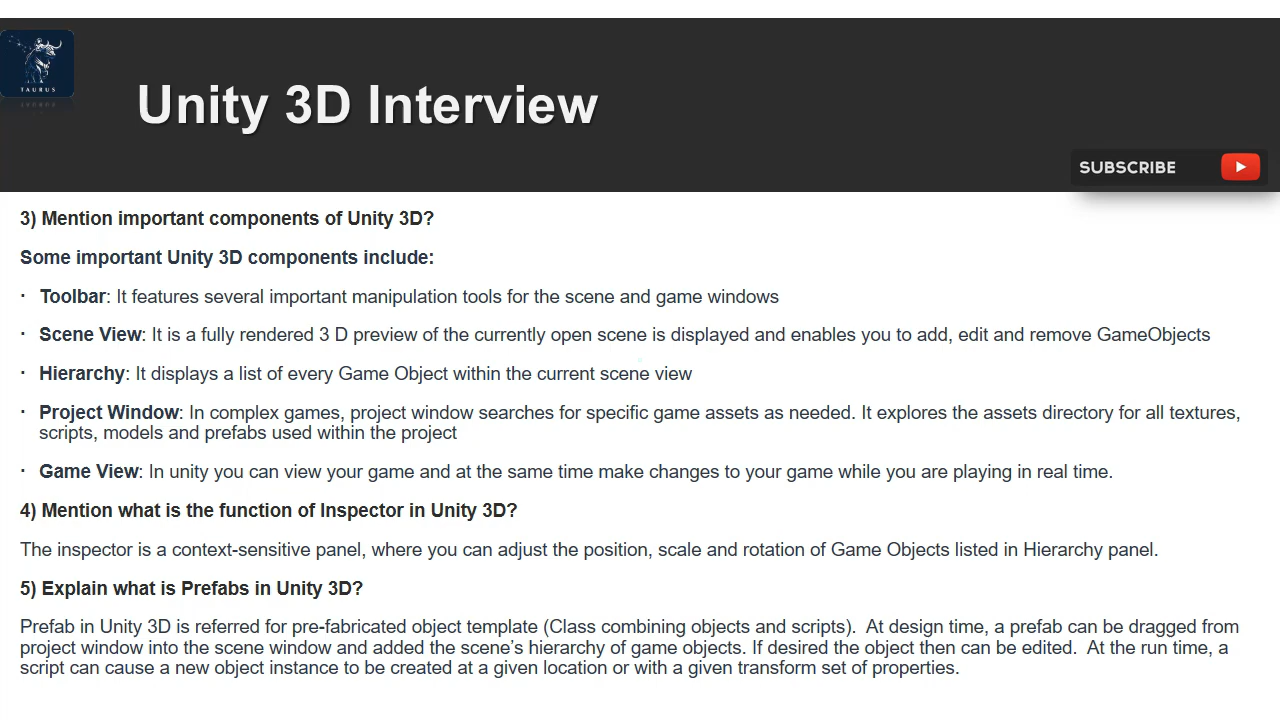 TAURUS
Unity 3D Interview
SUBSCRIBE
3) Mention important components of Unity 3D?
Some important Unity 3D components include:
· Toolbar: It features several important manipulation tools for the scene and game windows
· Scene View: It is a fully rendered 3 D preview of the currently open scene is displayed and enables you to add, edit and remove GameObjects
· Hierarchy: It displays a list of every Game Object within the current scene view
· Project Window: In complex games, project window searches for specific game assets as needed. It explores the assets directory for all textures,
scripts, models and prefabs used within the project
· Game View: In unity you can view your game and at the same time make changes to your game while you are playing in real time.
4) Mention what is the function of Inspector in Unity 3D?
The inspector is a context-sensitive panel, where you can adjust the position, scale and rotation of Game Objects listed in Hierarchy panel.
5) Explain what is Prefabs in Unity 3D?
Prefab in Unity 3D is referred for pre-fabricated object template (Class combining objects and scripts).  At design time, a prefab can be dragged from
project window into the scene window and added the scene’s hierarchy of game objects. If desired the object then can be edited.  At the run time, a
script can cause a new object instance to be created at a given location or with a given transform set of properties.